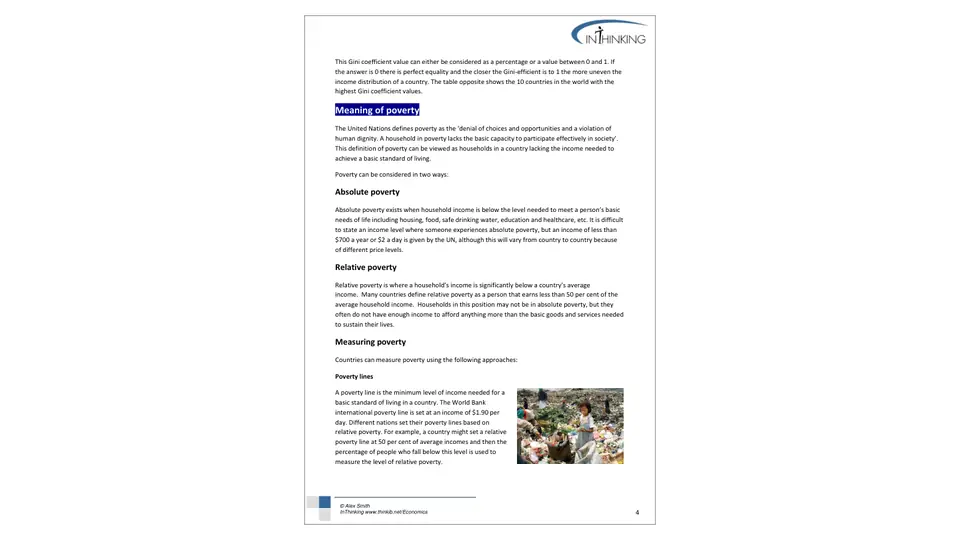 INTHINKING
This Gini coefficient value can either be considered as a percentage or a value between 0 and 1. If
the answer is 0 there is perfect equality and the closer the Gini-efficient is to 1 the more uneven the
income distribution of a country. The table opposite shows the 10 countries in the world with the
highest Gini coefficient values.
Meaning of poverty
The United Nations defines poverty as the 'denial of choices and opportunities and a violation of
human dignity. A household in poverty lacks the basic capacity to participate effectively in society'.
This definition of poverty can be viewed as households in a country lacking the income needed to
achieve a basic standard of living.
Poverty can be considered in two ways:
Absolute poverty
Absolute poverty exists when household income is below the level needed to meet a person's basic
needs of life including housing, food, safe drinking water, education and healthcare, etc. It is difficult
to state an income level where someone experiences absolute poverty, but an income of less than
$700 a year or $2 a day is given by the UN, although this will vary from country to country because
of different price levels.
Relative poverty
Relative poverty is where a household's income is significantly below a country's average
income. Many countries define relative poverty as a person that earns less than 50 per cent of the
average household income. Households in this position may not be in absolute poverty, but they
often do not have enough income to afford anything more than the basic goods and services needed
to sustain their lives.
Measuring poverty
Countries can measure poverty using the following approaches:
Poverty lines
A poverty line is the minimum level of income needed for a
basic standard of living in a country. The World Bank
international poverty line is set at an income of $1.90 per
day. Different nations set their poverty lines based on
relative poverty. For example, a country might set a relative
poverty line at 50 per cent of average incomes and then the
percentage of people who fall below this level is used to
measure the level of relative poverty.
© Alex Smith
InThinking www.thinkib.net/Economics
4